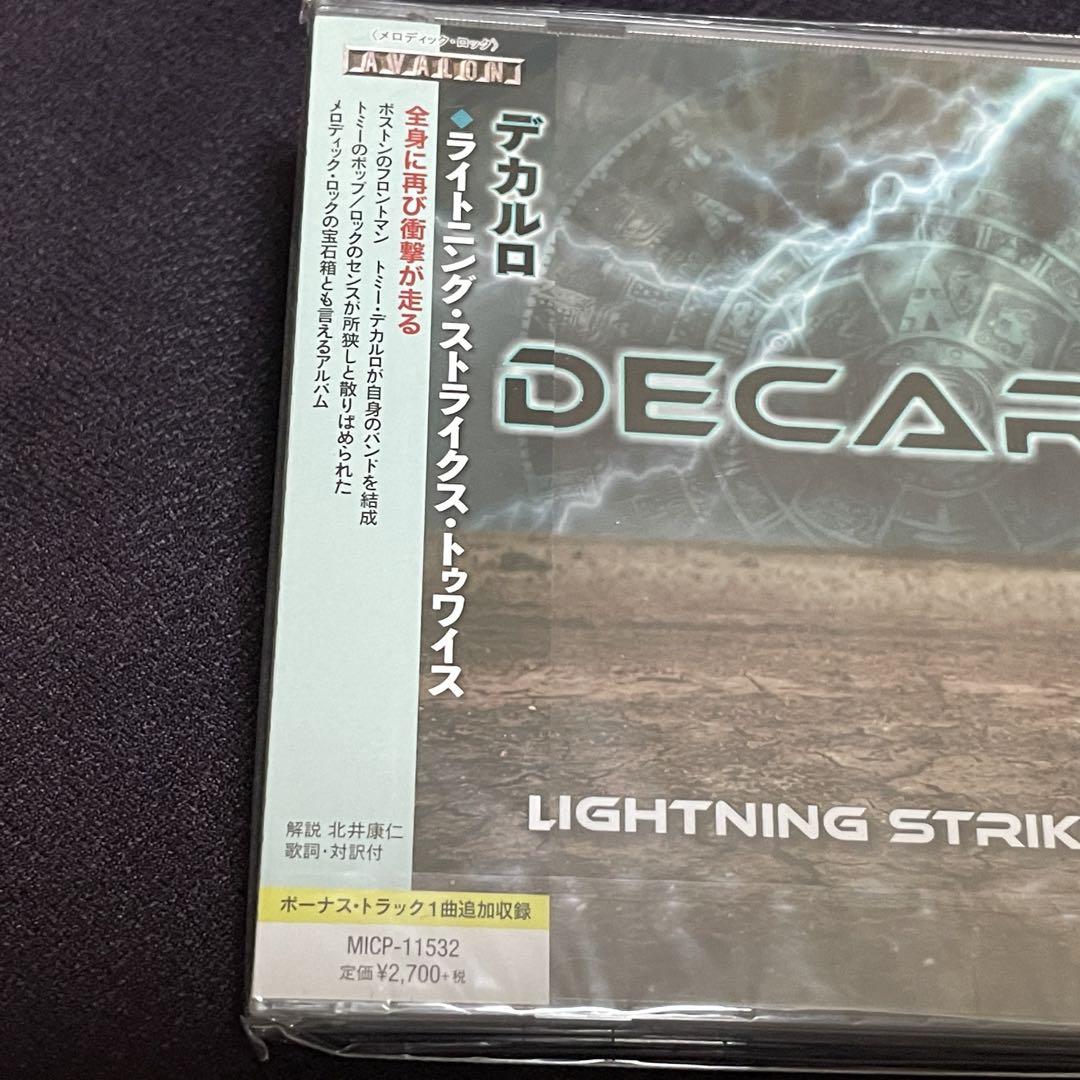 〈メロディック・ロック〉
AVALON
デカルロ
◆ライトニング・ストライクス・トゥワイス
全身に再び衝撃が走る
ボストンのフロントマン トミー・デカルロが自身のバンドを結成
トミーのポップ/ロックのセンスが所狭しと散りばめられた
メロディック・ロックの宝石箱とも言えるアルバム
DECAR
LIGHTNING STRIK
解説 北井康仁
歌詞・対訳付
ボーナス・トラック1曲追加収録
MICP-11532
定価¥2,700+税